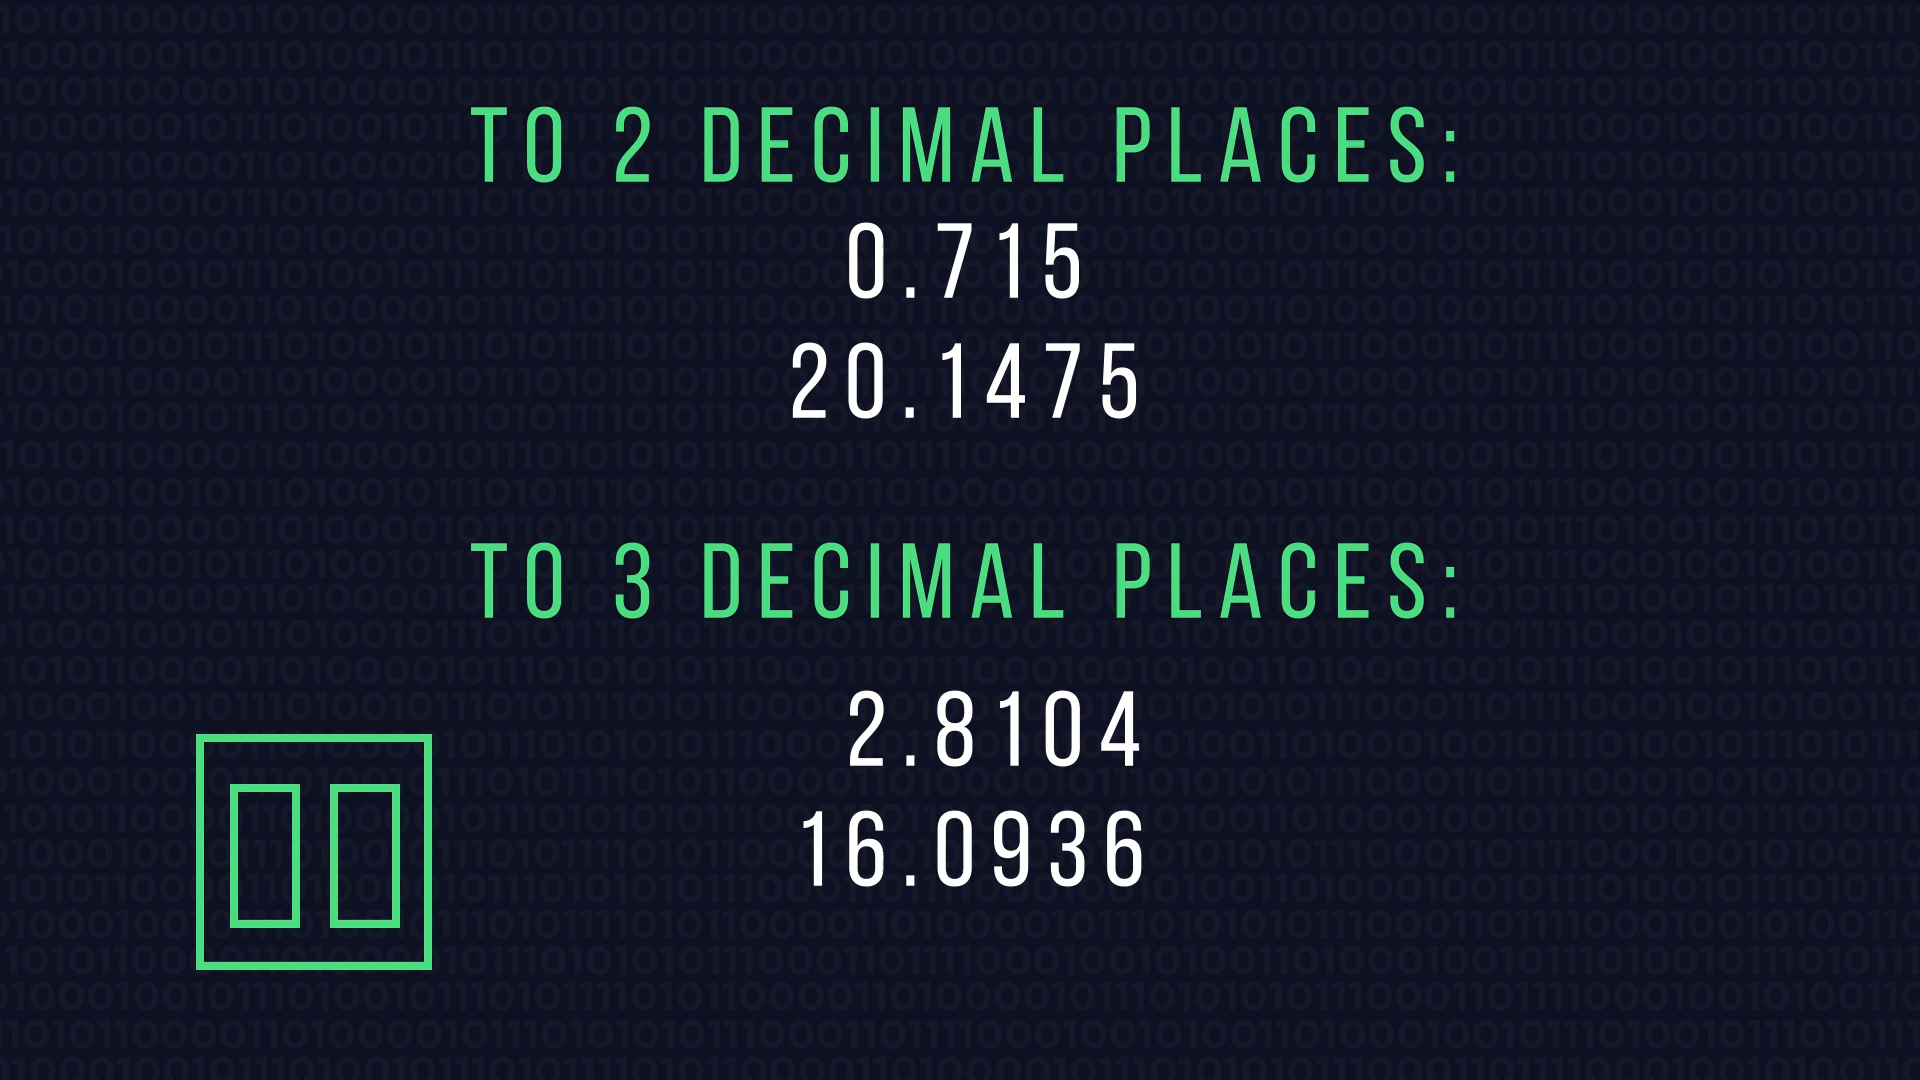 TO 2 DECIMAL PLACES:
0.715
20.1475
TO 3 DECIMAL PLACES:
2.8104
16.0936